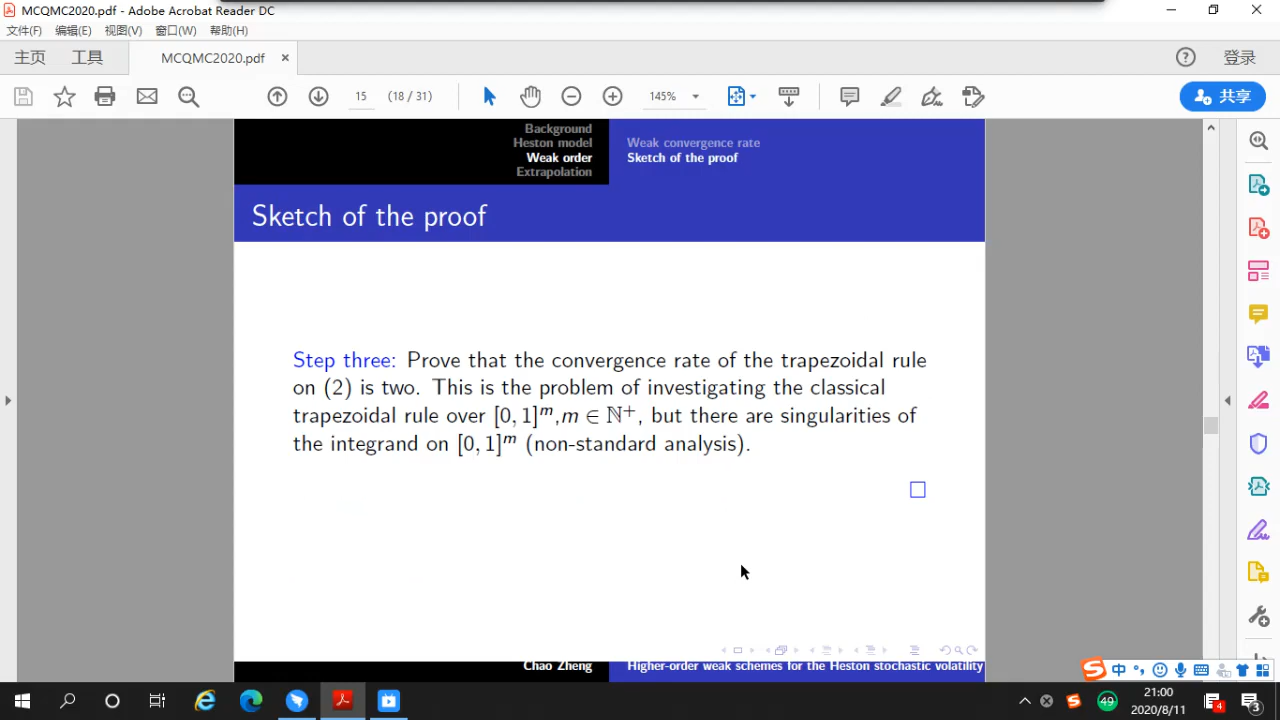 MCQMC2020.pdf - Adobe Acrobat Reader DC
文件(F) 编辑(E) 视图(V) 窗口(W) 帮助(H)
主页 工具 MCQMC2020.pdf × 登录
15 (18 / 31) 145% 共享
Background
Heston model
Weak order
Extrapolation
Weak convergence rate
Sketch of the proof
Sketch of the proof
Step three: Prove that the convergence rate of the trapezoidal rule
on (2) is two. This is the problem of investigating the classical
trapezoidal rule over [0, 1]^m, m ∈ ℕ⁺, but there are singularities of
the integrand on [0, 1]^m (non-standard analysis).
□
Chao Zheng Higher-order weak schemes for the Heston stochastic volatility
中
49
21:00
2020/8/11
4
3